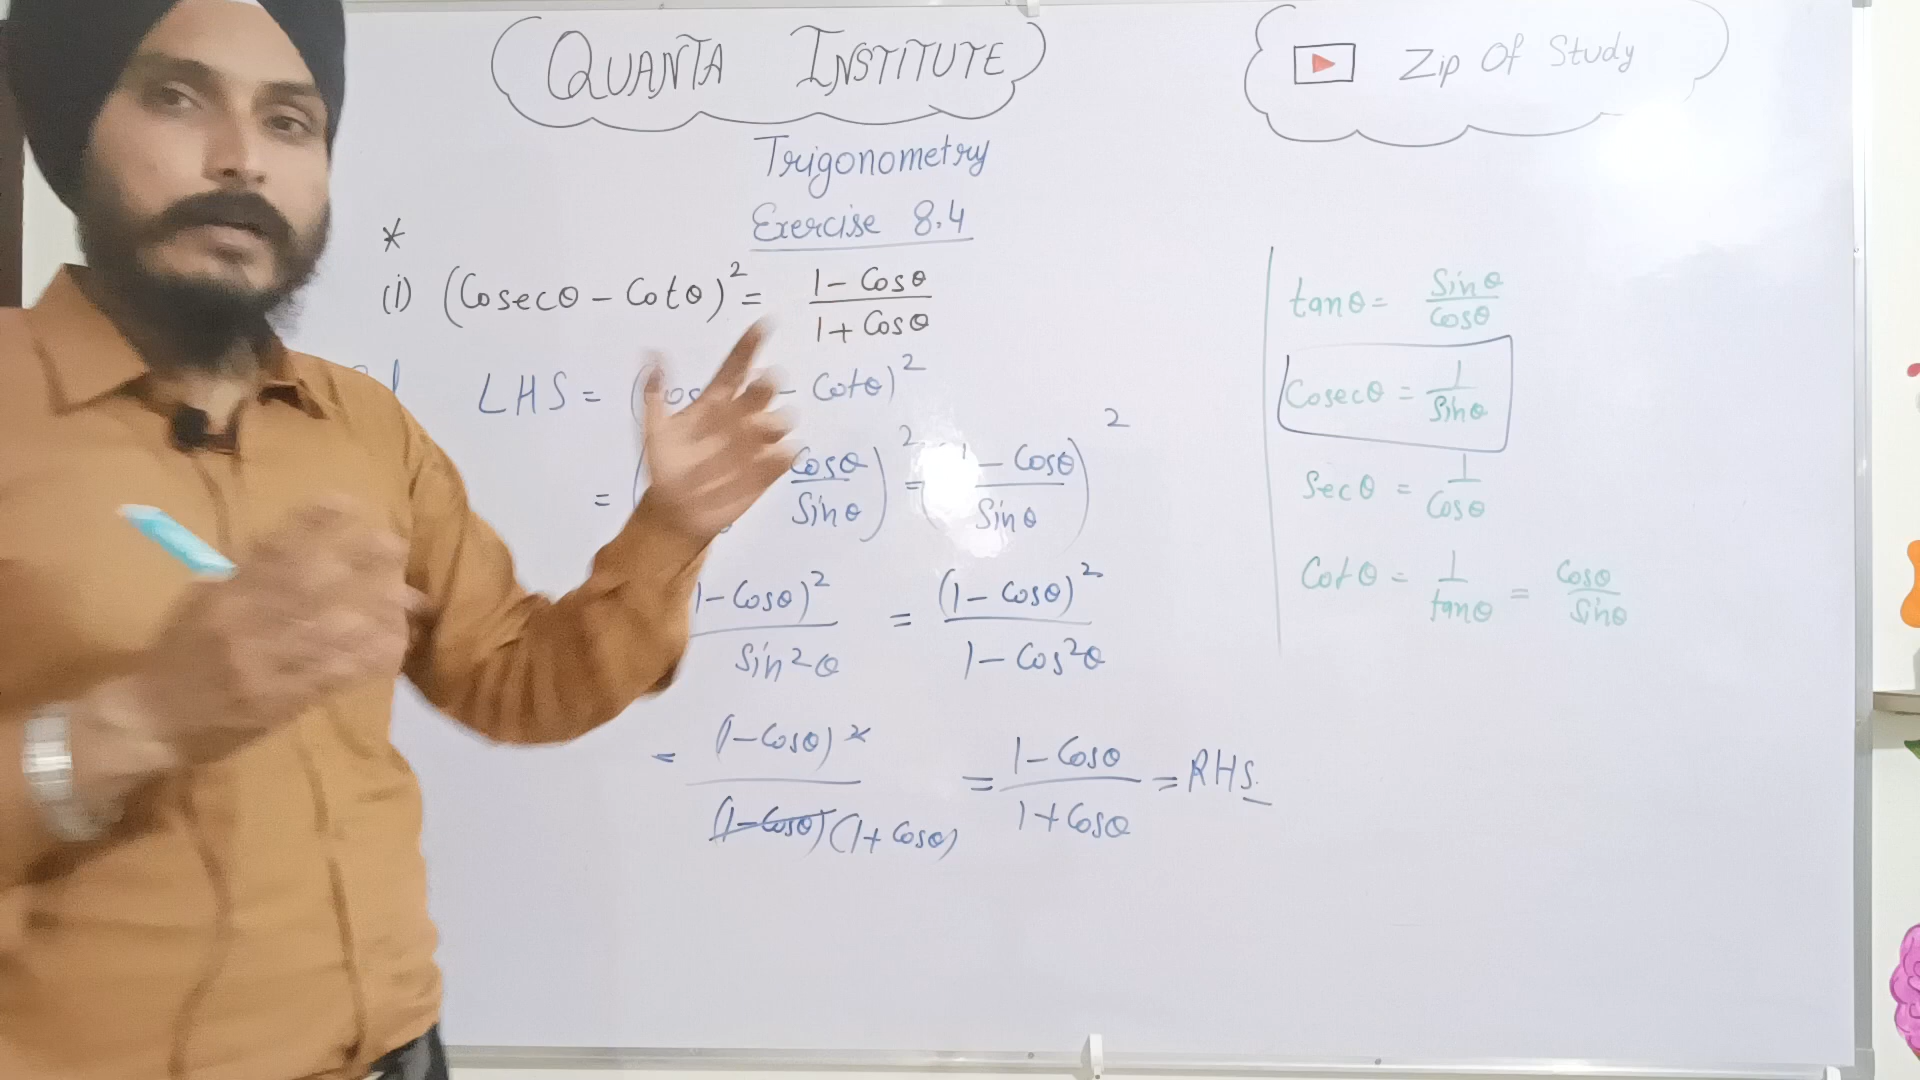 QUANTA INSTITUTE
Zip Of Study
Trigonometry
Exercise 8.4
*
(i) (Cosecθ - Cotθ)² = (1 - Cosθ)/(1 + Cosθ)
LHS = ( - Cotθ)²
= ( Cosθ/Sinθ)² = (1 - Cosθ/Sinθ)²
(1 - Cosθ)²/Sin²θ = (1 - Cosθ)²/(1 - Cos²θ)
= (1 - Cosθ)²/((1 - Cosθ)(1 + Cosθ)) = (1 - Cosθ)/(1 + Cosθ) = RHS.
tanθ = Sinθ/Cosθ
Cosecθ = 1/Sinθ
Secθ = 1/Cosθ
Cotθ = 1/tanθ = Cosθ/Sinθ